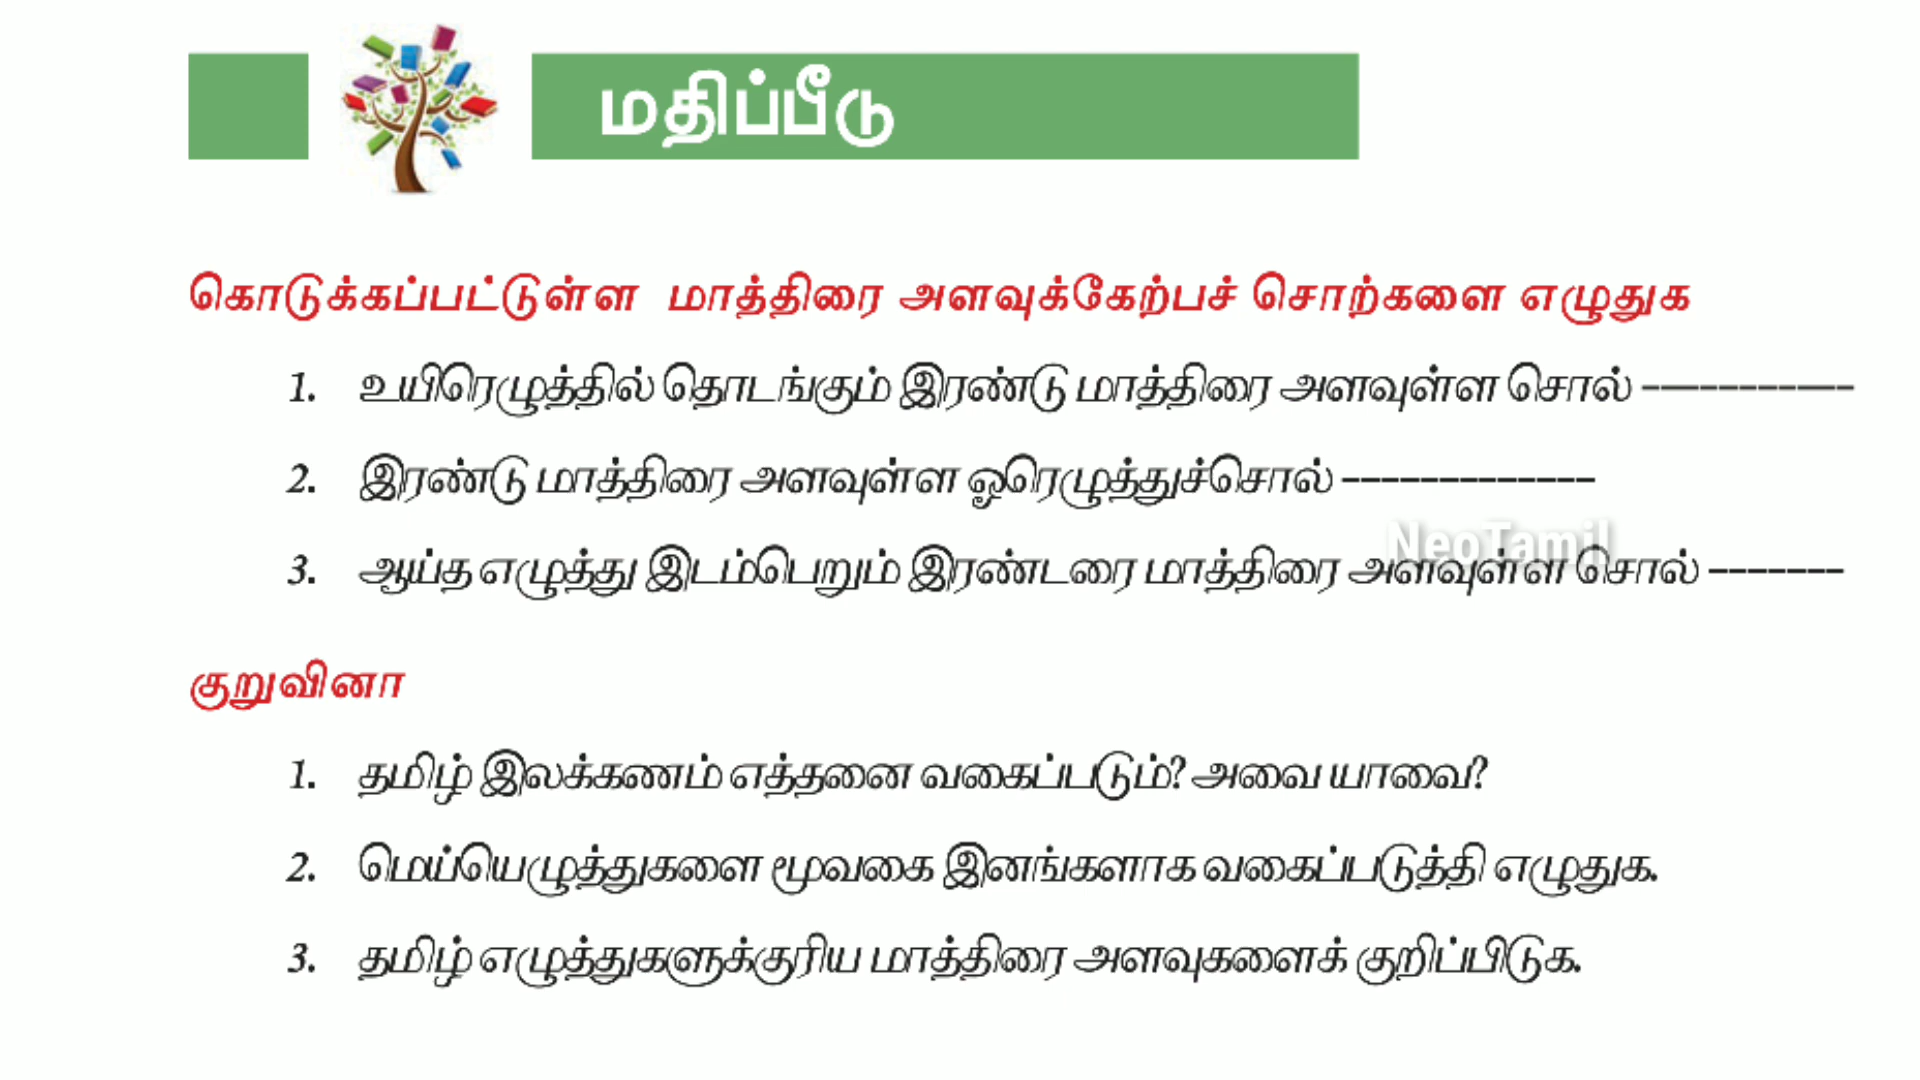 மதிப்பீடு
கொடுக்கப்பட்டுள்ள மாத்திரை அளவுக்கேற்பச் சொற்களை எழுதுக
1. உயிரெழுத்தில் தொடங்கும் இரண்டு மாத்திரை அளவுள்ள சொல் -----------
2. இரண்டு மாத்திரை அளவுள்ள ஓரெழுத்துச்சொல் -------------
NeoTamil
3. ஆய்த எழுத்து இடம்பெறும் இரண்டரை மாத்திரை அளவுள்ள சொல் -------
குறுவினா
1. தமிழ் இலக்கணம் எத்தனை வகைப்படும்? அவை யாவை?
2. மெய்யெழுத்துகளை மூவகை இனங்களாக வகைப்படுத்தி எழுதுக.
3. தமிழ் எழுத்துகளுக்குரிய மாத்திரை அளவுகளைக் குறிப்பிடுக.